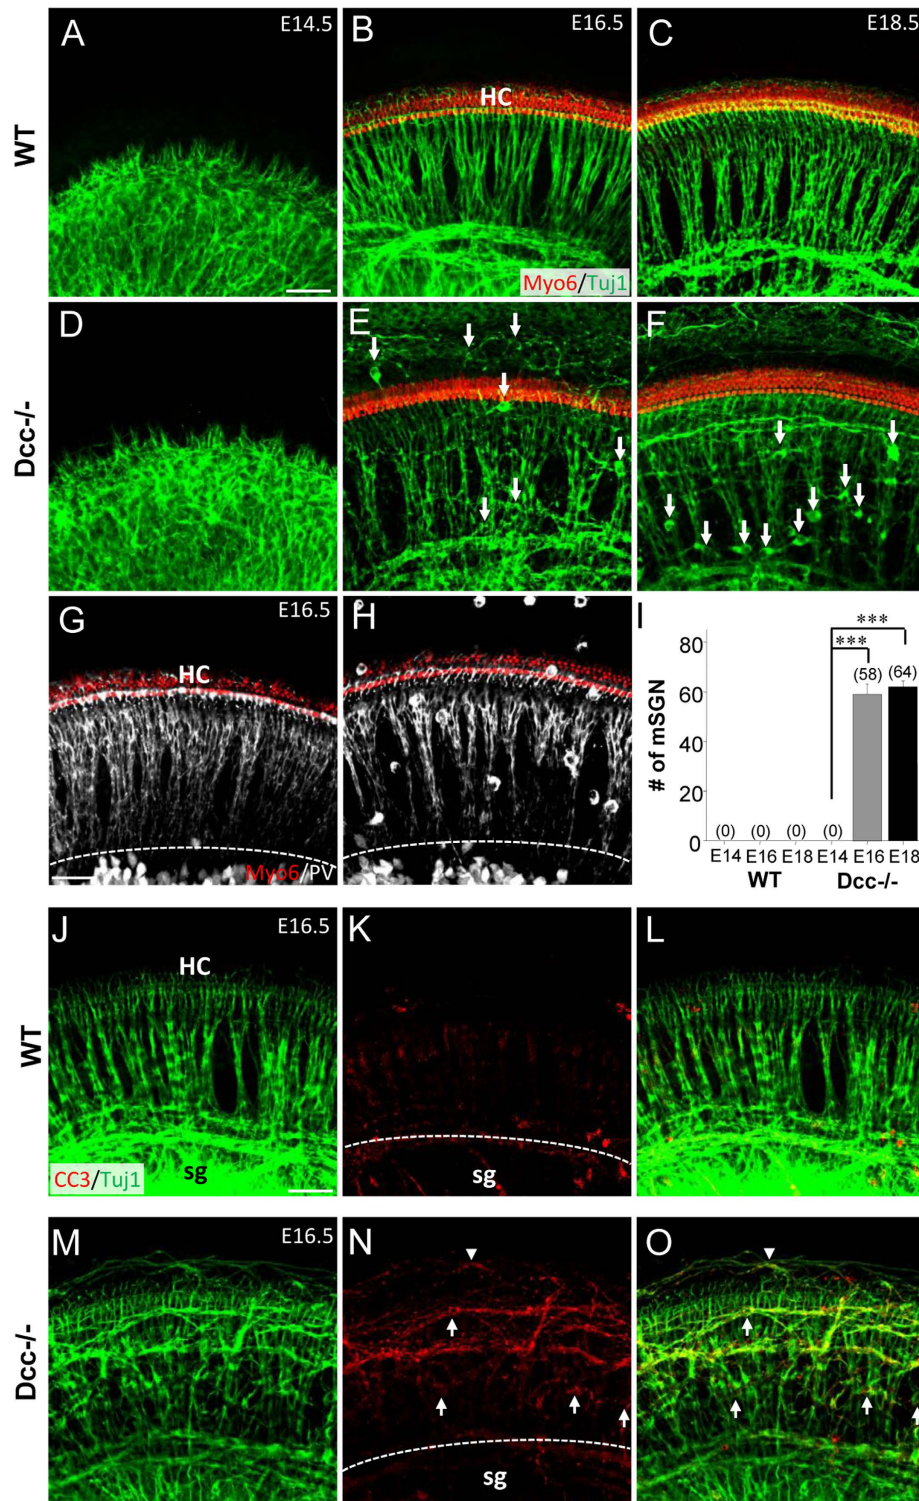 A E14.5
B E16.5
C E18.5
WT
HC
Myo6/Tuj1
D
E
F
Dcc-/-
G E16.5
H
I
HC
Myo6/PV
# of mSGN
80
60
40
20
0
***
***
(0) (0) (0) (0) (58) (64)
E14 E16 E18 E14 E16 E18
WT Dcc-/-
J E16.5
K
L
WT
HC
CC3/Tuj1
sg
sg
M E16.5
N
O
Dcc-/-
sg